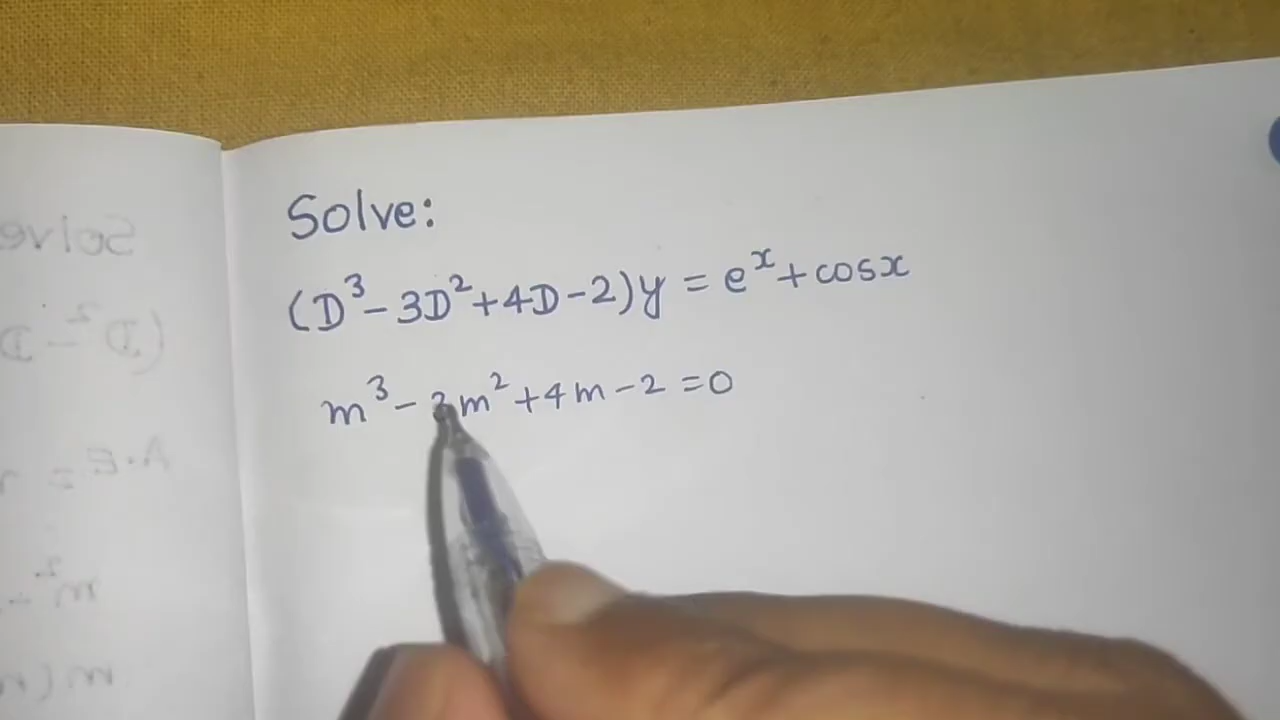 Solve:
(D³-3D²+4D-2)y = eˣ+cosx
m³-3m²+4m-2=0